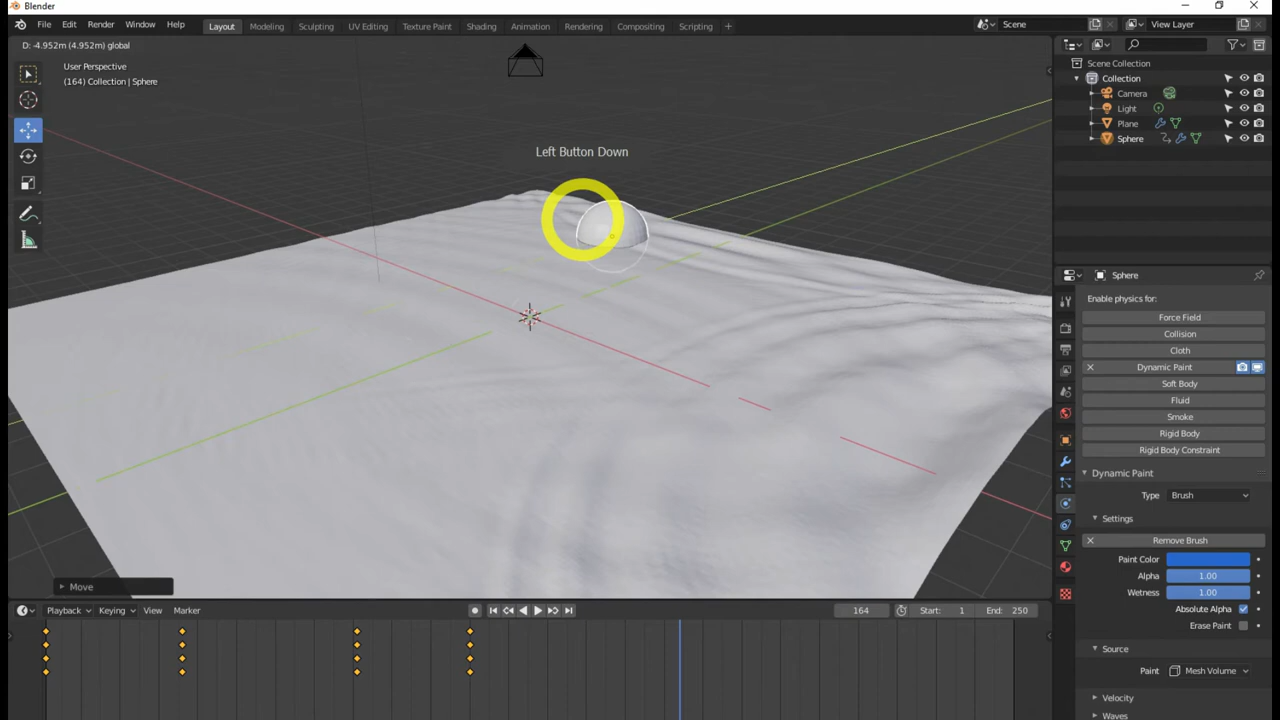 Blender
File Edit Render Window Help Layout Modeling Sculpting UV Editing Texture Paint Shading Animation Rendering Compositing Scripting + Scene View Layer
D: -4.952m (4.952m) global
User Perspective
(164) Collection | Sphere
Left Button Down
Move
Scene Collection
Collection
Camera
Light
Plane
Sphere
Sphere
Enable physics for:
Force Field
Collision
Cloth
Dynamic Paint
Soft Body
Fluid
Smoke
Rigid Body
Rigid Body Constraint
Dynamic Paint
Type Brush
Settings
Remove Brush
Paint Color
Alpha 1.00
Wetness 1.00
Absolute Alpha
Erase Paint
Source
Paint Mesh Volume
Velocity
Waves
Playback Keying View Marker 164 Start: 1 End: 250